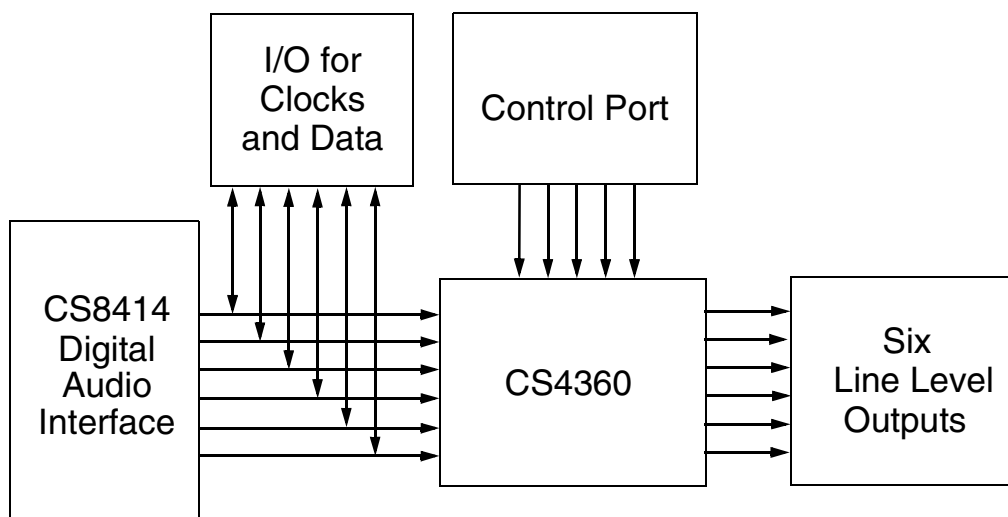 I/O for
Clocks
and Data
Control Port
CS8414
Digital
Audio
Interface
CS4360
Six
Line Level
Outputs